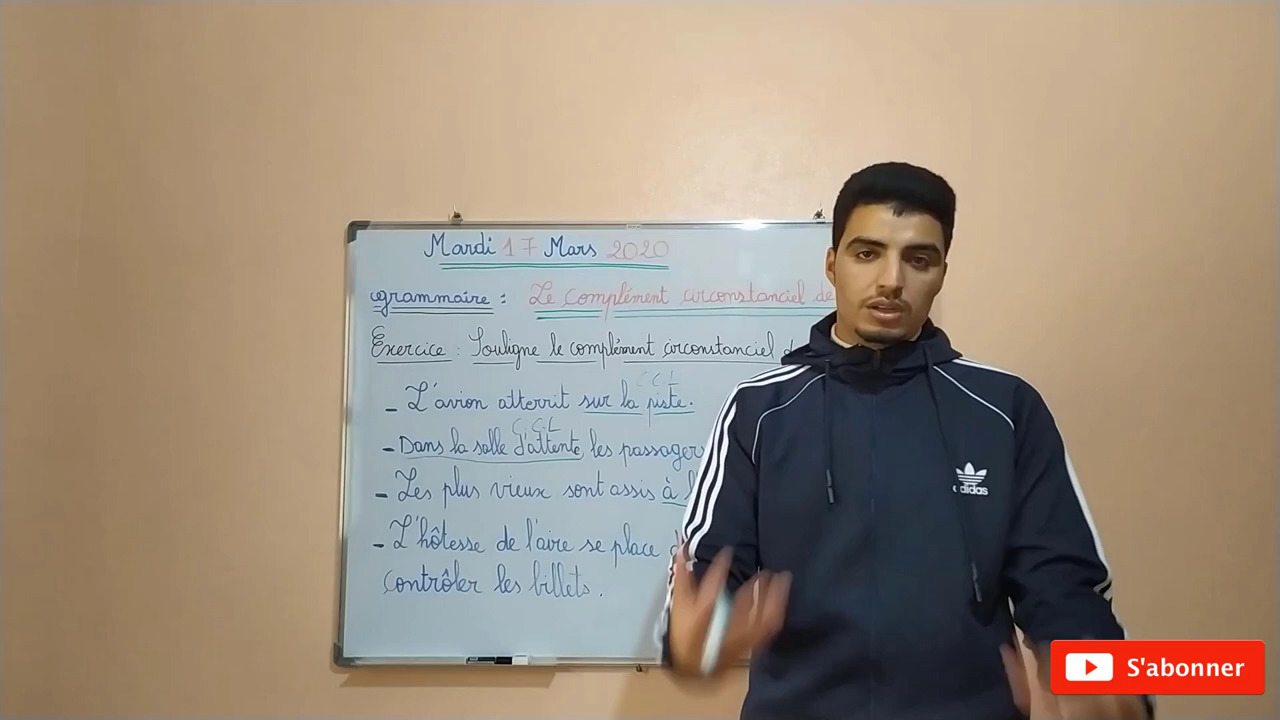 Mardi 17 Mars 2020
grammaire : Le complément circonstanciel de
Exercice : Souligne le complément circonstanciel
C C L
- L'avion atterrit sur la piste.
C.C.L
- Dans la salle d'attente, les passagers
- Les plus vieux sont assis à l'
- L'hôtesse de l'aire se place
contrôler les billets.
adidas
S'abonner